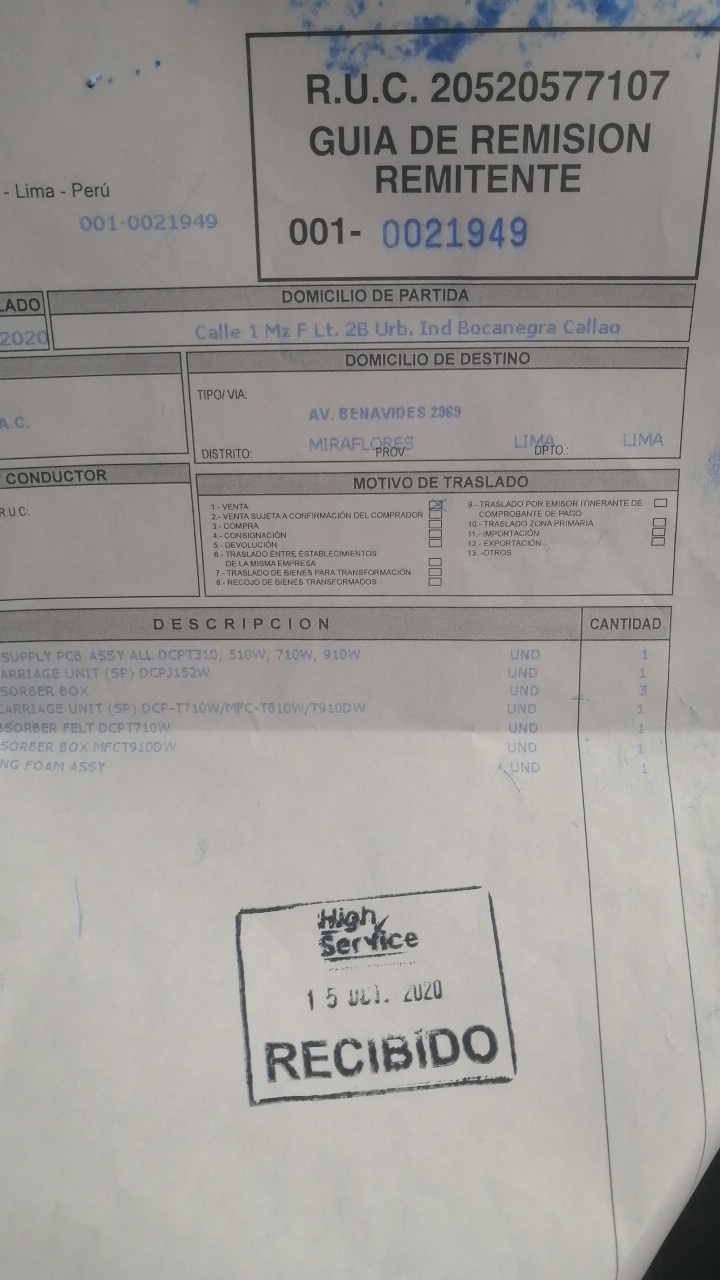 R.U.C. 20520577107
GUIA DE REMISION
REMITENTE
001- 0021949
- Lima - Perú
001-0021949
LADO
2020
DOMICILIO DE PARTIDA
Calle 1 Mz F Lt. 2B Urb. Ind Bocanegra Callao
A.C.
DOMICILIO DE DESTINO
TIPO/VIA:
AV. BENAVIDES 2969
DISTRITO: MIRAFLORES PROV.: LIMA DPTO.: LIMA
CONDUCTOR
R.U.C:
MOTIVO DE TRASLADO
1.- VENTA
2.- VENTA SUJETA A CONFIRMACIÓN DEL COMPRADOR
3.- COMPRA
4.- CONSIGNACIÓN
5.- DEVOLUCIÓN
6.- TRASLADO ENTRE ESTABLECIMIENTOS
DE LA MISMA EMPRESA
7.- TRASLADO DE BIENES PARA TRANSFORMACIÓN
8.- RECOJO DE BIENES TRANSFORMADOS
9.- TRASLADO POR EMISOR ITINERANTE DE
COMPROBANTE DE PAGO
10.- TRASLADO ZONA PRIMARIA
11.- IMPORTACIÓN
12.- EXPORTACIÓN
13.-OTROS
DESCRIPCION CANTIDAD
SUPPLY PCB ASSY ALL DCPT310, 510W, 710W, 910W UND 1
ARRIAGE UNIT (SP) DCPJ152W UND 1
SORBER BOX UND 3
CARRIAGE UNIT (SP) DCP-T710W/MFC-T810W/T910DW UND 1
BSORBER FELT DCPT710W UND 1
SORBER BOX MFCT910DW UND 1
NG FOAM ASSY UND 1
High
Service
15 OCT. 2020
RECIBIDO